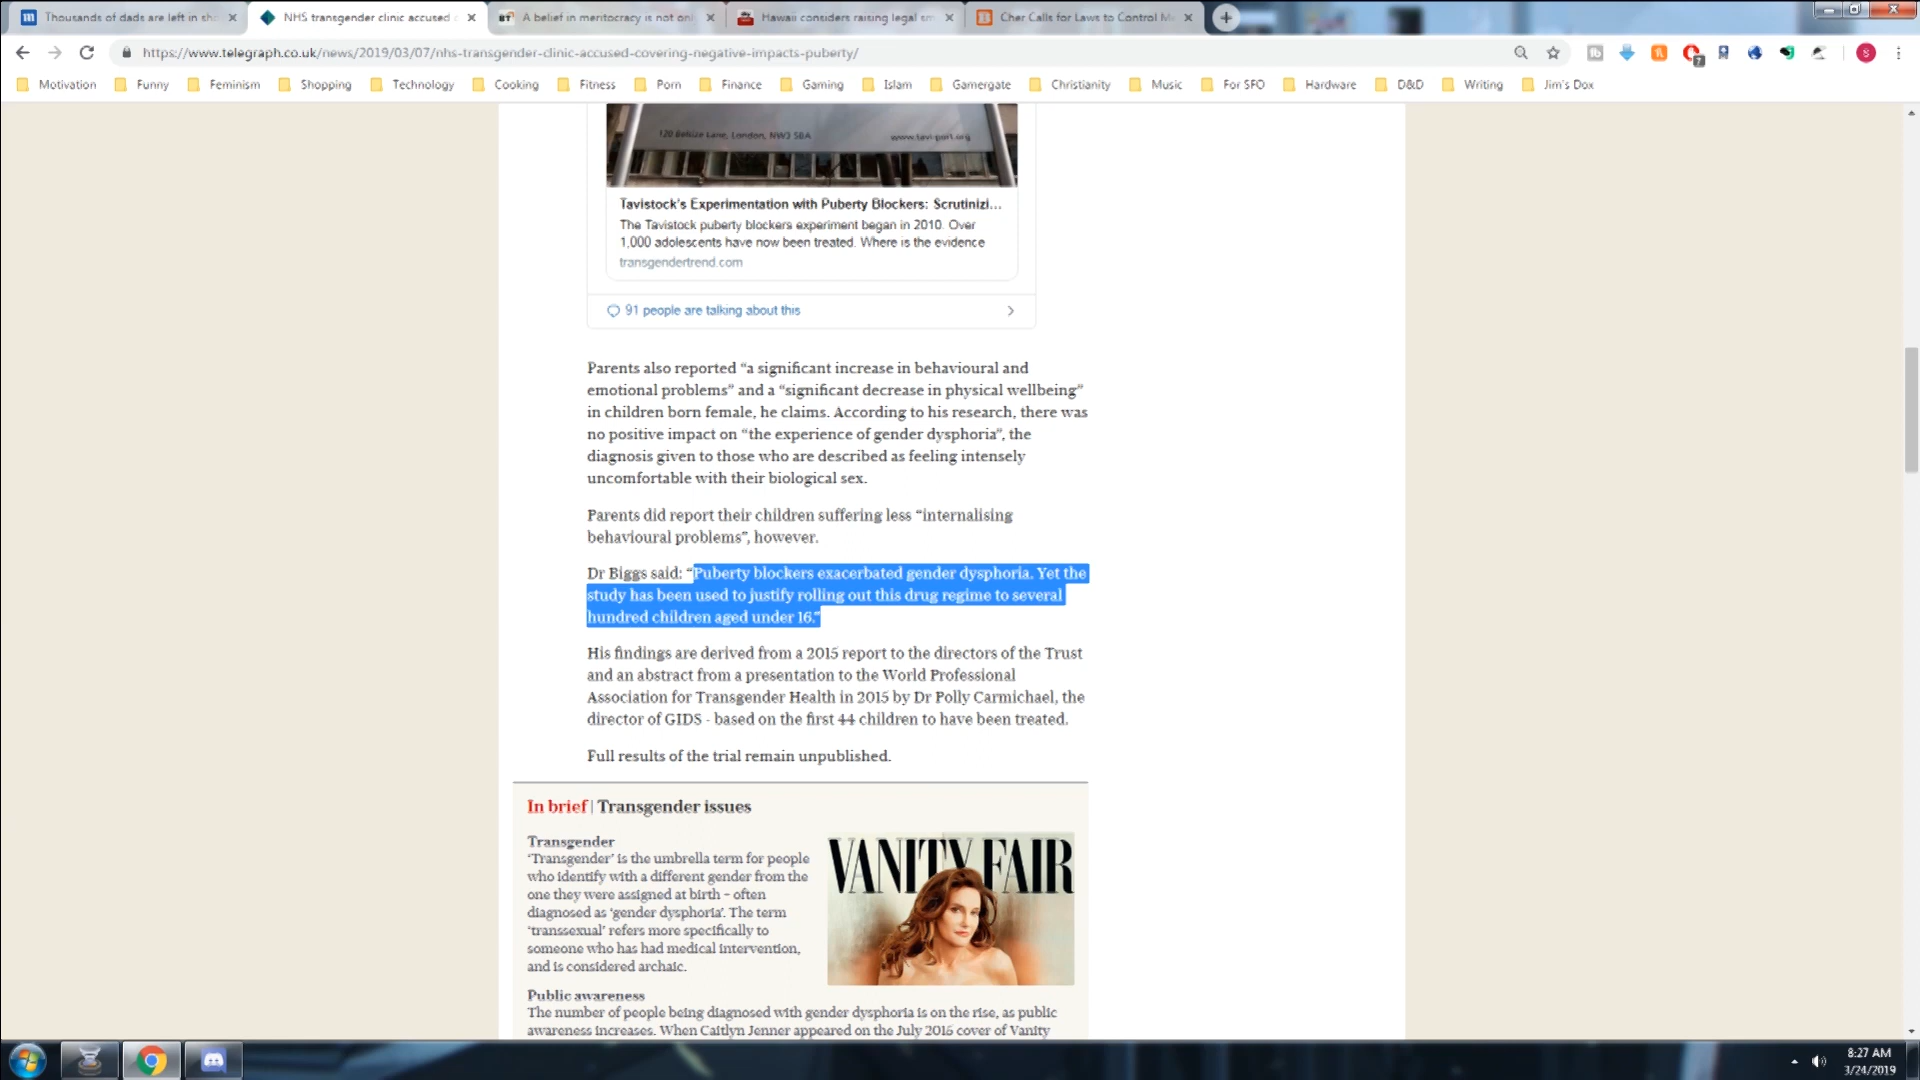 Thousands of dads are left in sho
NHS transgender clinic accused c
A belief in meritocracy is not onl
Hawaii considers raising legal sm
Cher Calls for Laws to Control M
https://www.telegraph.co.uk/news/2019/03/07/nhs-transgender-clinic-accused-covering-negative-impacts-puberty/
Motivation Funny Feminism Shopping Technology Cooking Fitness Porn Finance Gaming Islam Gamergate Christianity Music For SFO Hardware D&D Writing Jim's Dox
120 Belsize Lane, London, NW3 5BA
Tavistock's Experimentation with Puberty Blockers: Scrutinizi...
The Tavistock puberty blockers experiment began in 2010. Over
1,000 adolescents have now been treated. Where is the evidence
transgendertrend.com
91 people are talking about this
Parents also reported “a significant increase in behavioural and
emotional problems” and a “significant decrease in physical wellbeing”
in children born female, he claims. According to his research, there was
no positive impact on “the experience of gender dysphoria”, the
diagnosis given to those who are described as feeling intensely
uncomfortable with their biological sex.
Parents did report their children suffering less “internalising
behavioural problems”, however.
Dr Biggs said: “Puberty blockers exacerbated gender dysphoria. Yet the
study has been used to justify rolling out this drug regime to several
hundred children aged under 16.”
His findings are derived from a 2015 report to the directors of the Trust
and an abstract from a presentation to the World Professional
Association for Transgender Health in 2015 by Dr Polly Carmichael, the
director of GIDS - based on the first 44 children to have been treated.
Full results of the trial remain unpublished.
In brief | Transgender issues
Transgender
‘Transgender’ is the umbrella term for people
who identify with a different gender from the
one they were assigned at birth – often
diagnosed as ‘gender dysphoria’. The term
‘transsexual’ refers more specifically to
someone who has had medical intervention,
and is considered archaic.
VANITY FAIR
Public awareness
The number of people being diagnosed with gender dysphoria is on the rise, as public
awareness increases. When Caitlyn Jenner appeared on the July 2015 cover of Vanity
8:27 AM
3/24/2019